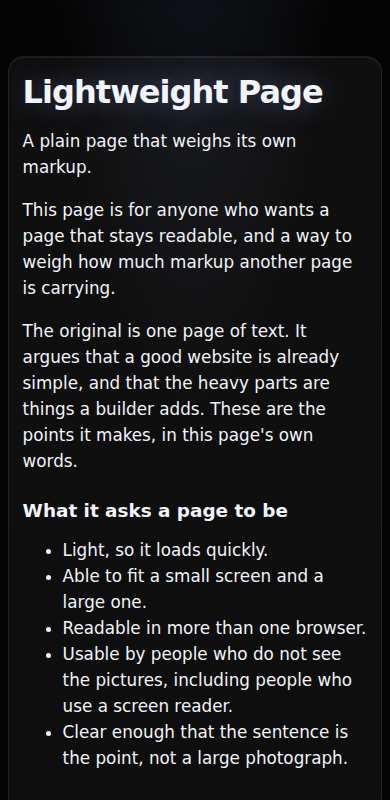 Lightweight Page
A plain page that weighs its own
markup.
This page is for anyone who wants a
page that stays readable, and a way to
weigh how much markup another page
is carrying.
The original is one page of text. It
argues that a good website is already
simple, and that the heavy parts are
things a builder adds. These are the
points it makes, in this page's own
words.
What it asks a page to be
• Light, so it loads quickly.
• Able to fit a small screen and a
large one.
• Readable in more than one browser.
• Usable by people who do not see
the pictures, including people who
use a screen reader.
• Clear enough that the sentence is
the point, not a large photograph.